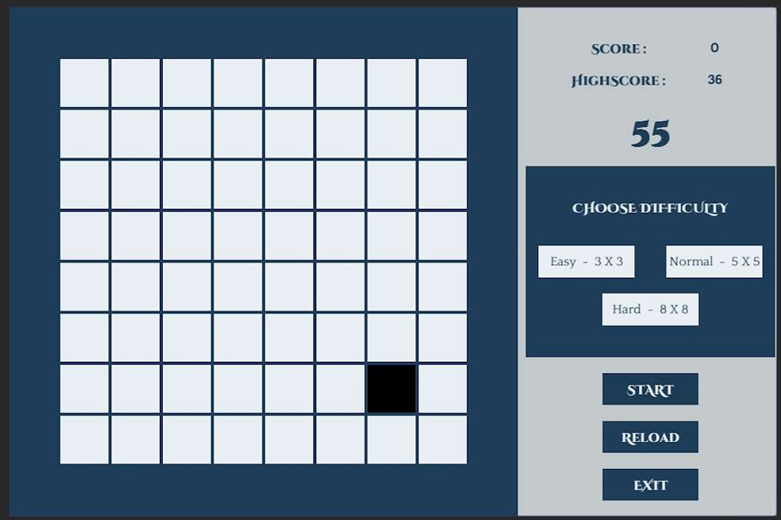 SCORE : 0
HIGHSCORE : 36
55
CHOOSE DIFFICULTY
Easy - 3 X 3
Normal - 5 X 5
Hard - 8 X 8
START
RELOAD
EXIT